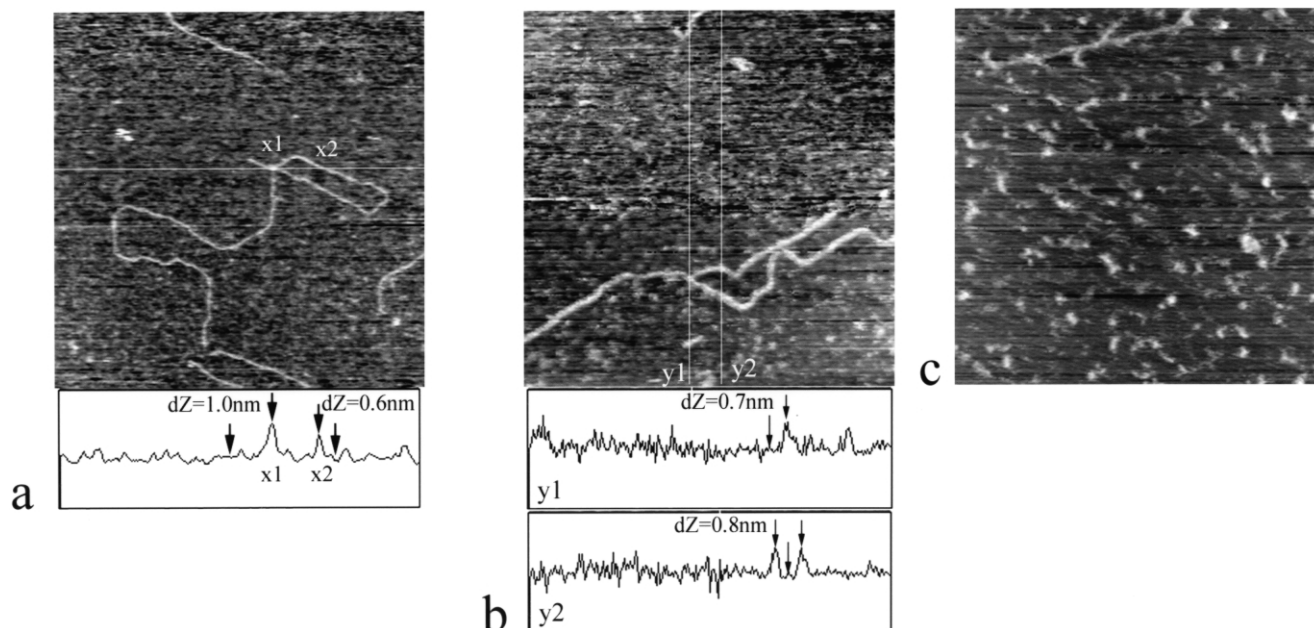 x1
x2
dZ=1.0nm
dZ=0.6nm
x1
x2
a
y1
y2
dZ=0.7nm
y1
dZ=0.8nm
y2
b
c